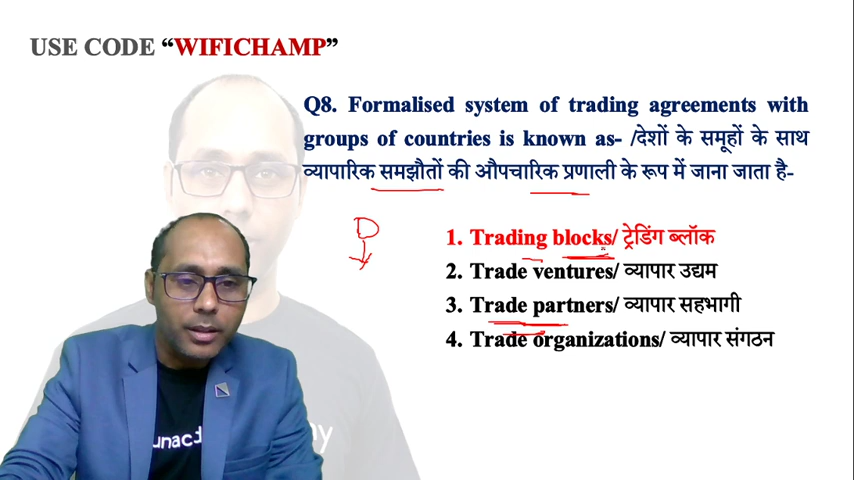 USE CODE “WIFICHAMP”
Q8. Formalised system of trading agreements with
groups of countries is known as- /देशों के समूहों के साथ
व्यापारिक समझौतों की औपचारिक प्रणाली के रूप में जाना जाता है-
D
1. Trading blocks/ ट्रेडिंग ब्लॉक
2. Trade ventures/ व्यापार उद्यम
3. Trade partners/ व्यापार सहभागी
4. Trade organizations/ व्यापार संगठन